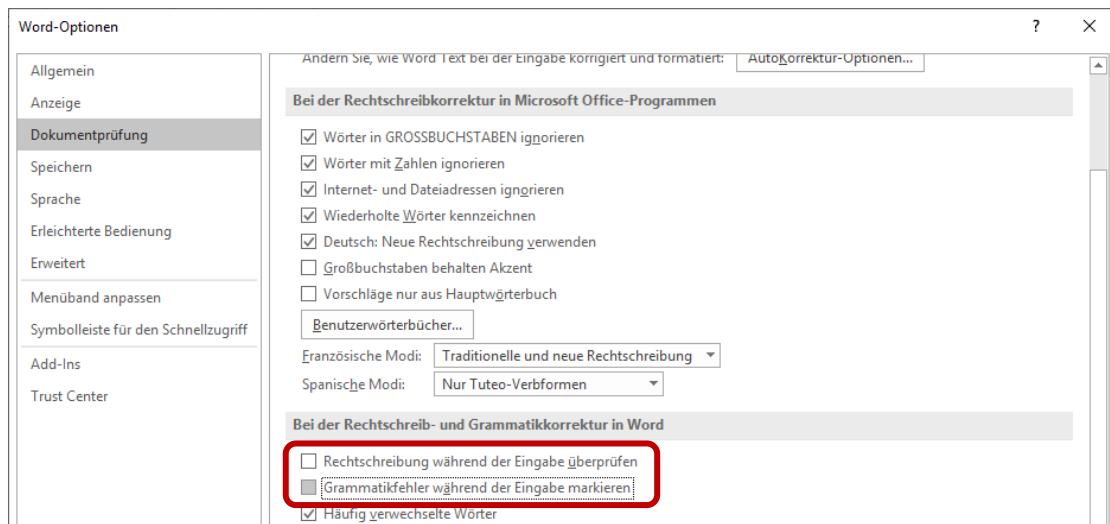 Word-Optionen
?
Allgemein
Anzeige
Dokumentprüfung
Speichern
Sprache
Erleichterte Bedienung
Erweitert
Menüband anpassen
Symbolleiste für den Schnellzugriff
Add-Ins
Trust Center
Ändern Sie, wie Word Text bei der Eingabe korrigiert und formatiert: AutoKorrektur-Optionen...
Bei der Rechtschreibkorrektur in Microsoft Office-Programmen
Wörter in GROSSBUCHSTABEN ignorieren
Wörter mit Zahlen ignorieren
Internet- und Dateiadressen ignorieren
Wiederholte Wörter kennzeichnen
Deutsch: Neue Rechtschreibung verwenden
Großbuchstaben behalten Akzent
Vorschläge nur aus Hauptwörterbuch
Benutzerwörterbücher...
Französische Modi: Traditionelle und neue Rechtschreibung
Spanische Modi: Nur Tuteo-Verbformen
Bei der Rechtschreib- und Grammatikkorrektur in Word
Rechtschreibung während der Eingabe überprüfen
Grammatikfehler während der Eingabe markieren
Häufig verwechselte Wörter